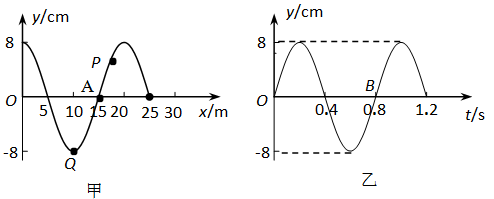 y/cm
8
P
A
O
5
10
15
20
25
30
x/m
-8
Q
甲
y/cm
8
B
O
0.4
0.8
1.2
t/s
-8
乙